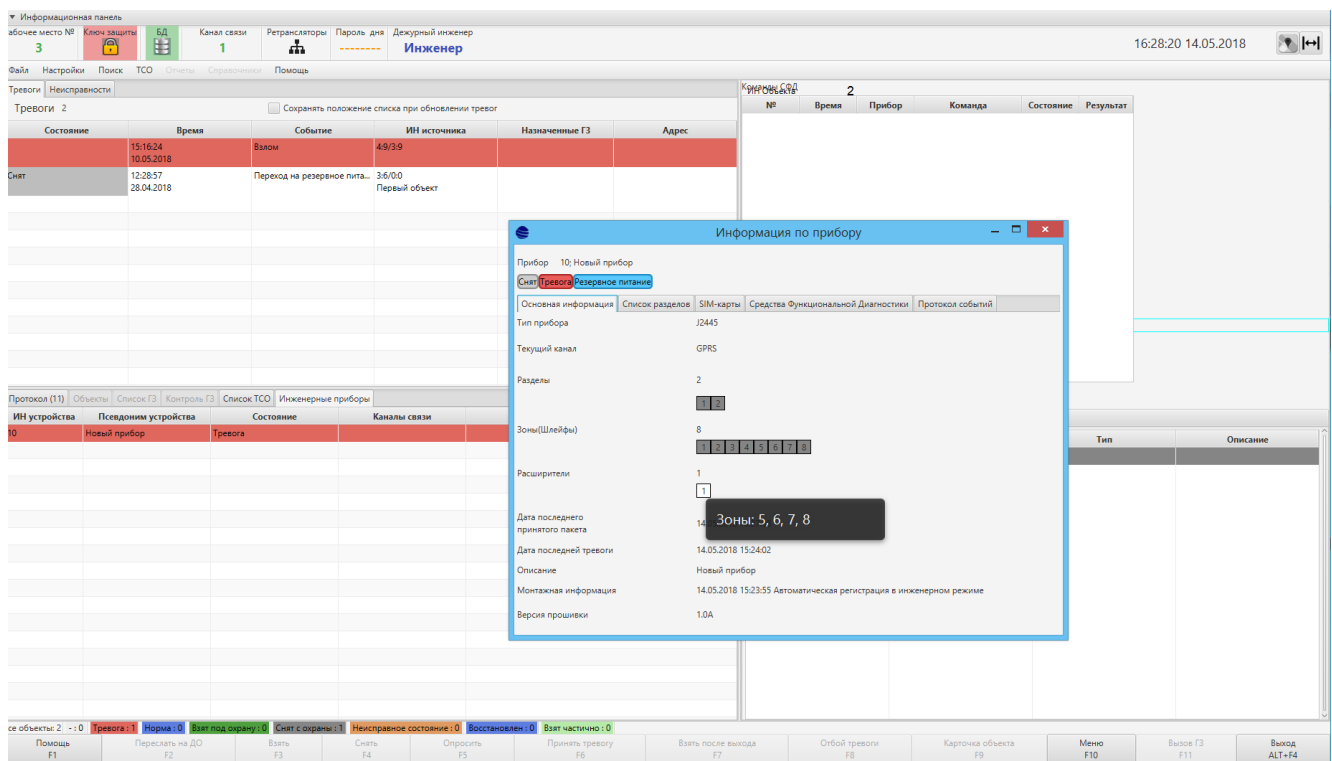 ▼ Информационная панель
абочее место № Ключ защиты БД Канал связи Ретрансляторы Пароль дня Дежурный инженер
3 1 -------- Инженер 16:28:20 14.05.2018
Файл Настройки Поиск ТСО Отчеты Справочники Помощь
Тревоги Неисправности
Тревоги 2 Сохранять положение списка при обновлении тревог
Состояние Время Событие ИН источника Назначенные ГЗ Адрес
15:16:24 Взлом 4:9/3:9
10.05.2018
Снят 12:28:57 Переход на резервное пита... 3:6/0:0
28.04.2018 Первый объект
Команды СФД
ИН Объекта 2
№ Время Прибор Команда Состояние Результат
Информация по прибору
Прибор 10; Новый прибор
Снят Тревога Резервное питание
Основная информация Список разделов SIM-карты Средства Функциональной Диагностики Протокол событий
Тип прибора J2445
Текущий канал GPRS
Разделы 2
1 2
Зоны(Шлейфы) 8
1 2 3 4 5 6 7 8
Расширители 1
1
Зоны: 5, 6, 7, 8
Дата последнего
принятого пакета 14
Дата последней тревоги 14.05.2018 15:24:02
Описание Новый прибор
Монтажная информация 14.05.2018 15:23:55 Автоматическая регистрация в инженерном режиме
Версия прошивки 1.0A
Протокол (11) Объекты Список ГЗ Контроль ГЗ Список ТСО Инженерные приборы
ИН устройства Псевдоним устройства Состояние Каналы связи
10 Новый прибор Тревога
Тип Описание
се объекты: 2 - : 0 Тревога : 1 Норма : 0 Взят под охрану : 0 Снят с охраны : 1 Неисправное состояние : 0 Восстановлен : 0 Взят частично : 0
Помощь Переслать на ДО Взять Снять Опросить Принять тревогу Взять после выхода Отбой тревоги Карточка объекта Меню Вызов ГЗ Выход
F1 F2 F3 F4 F5 F6 F7 F8 F9 F10 F11 ALT+F4